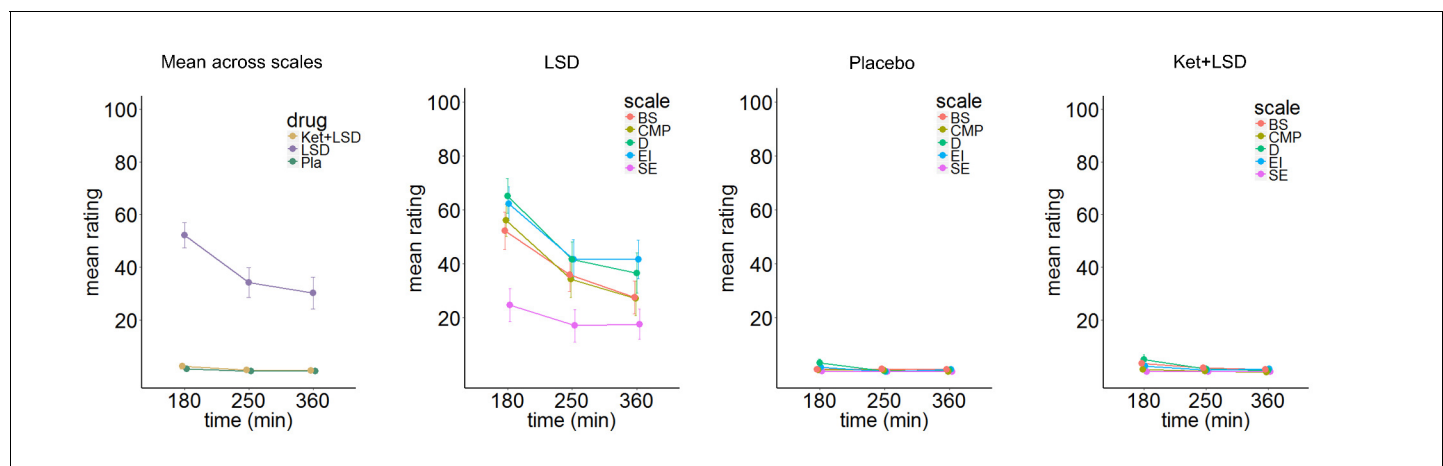 Mean across scales
mean rating
100
80
60
40
20
drug
Ket+LSD
LSD
Pla
180 250 360
time (min)
LSD
mean rating
100
80
60
40
20
scale
BS
CMP
D
EI
SE
180 250 360
time (min)
Placebo
mean rating
100
80
60
40
20
scale
BS
CMP
D
EI
SE
180 250 360
time (min)
Ket+LSD
mean rating
100
80
60
40
20
scale
BS
CMP
D
EI
SE
180 250 360
time (min)